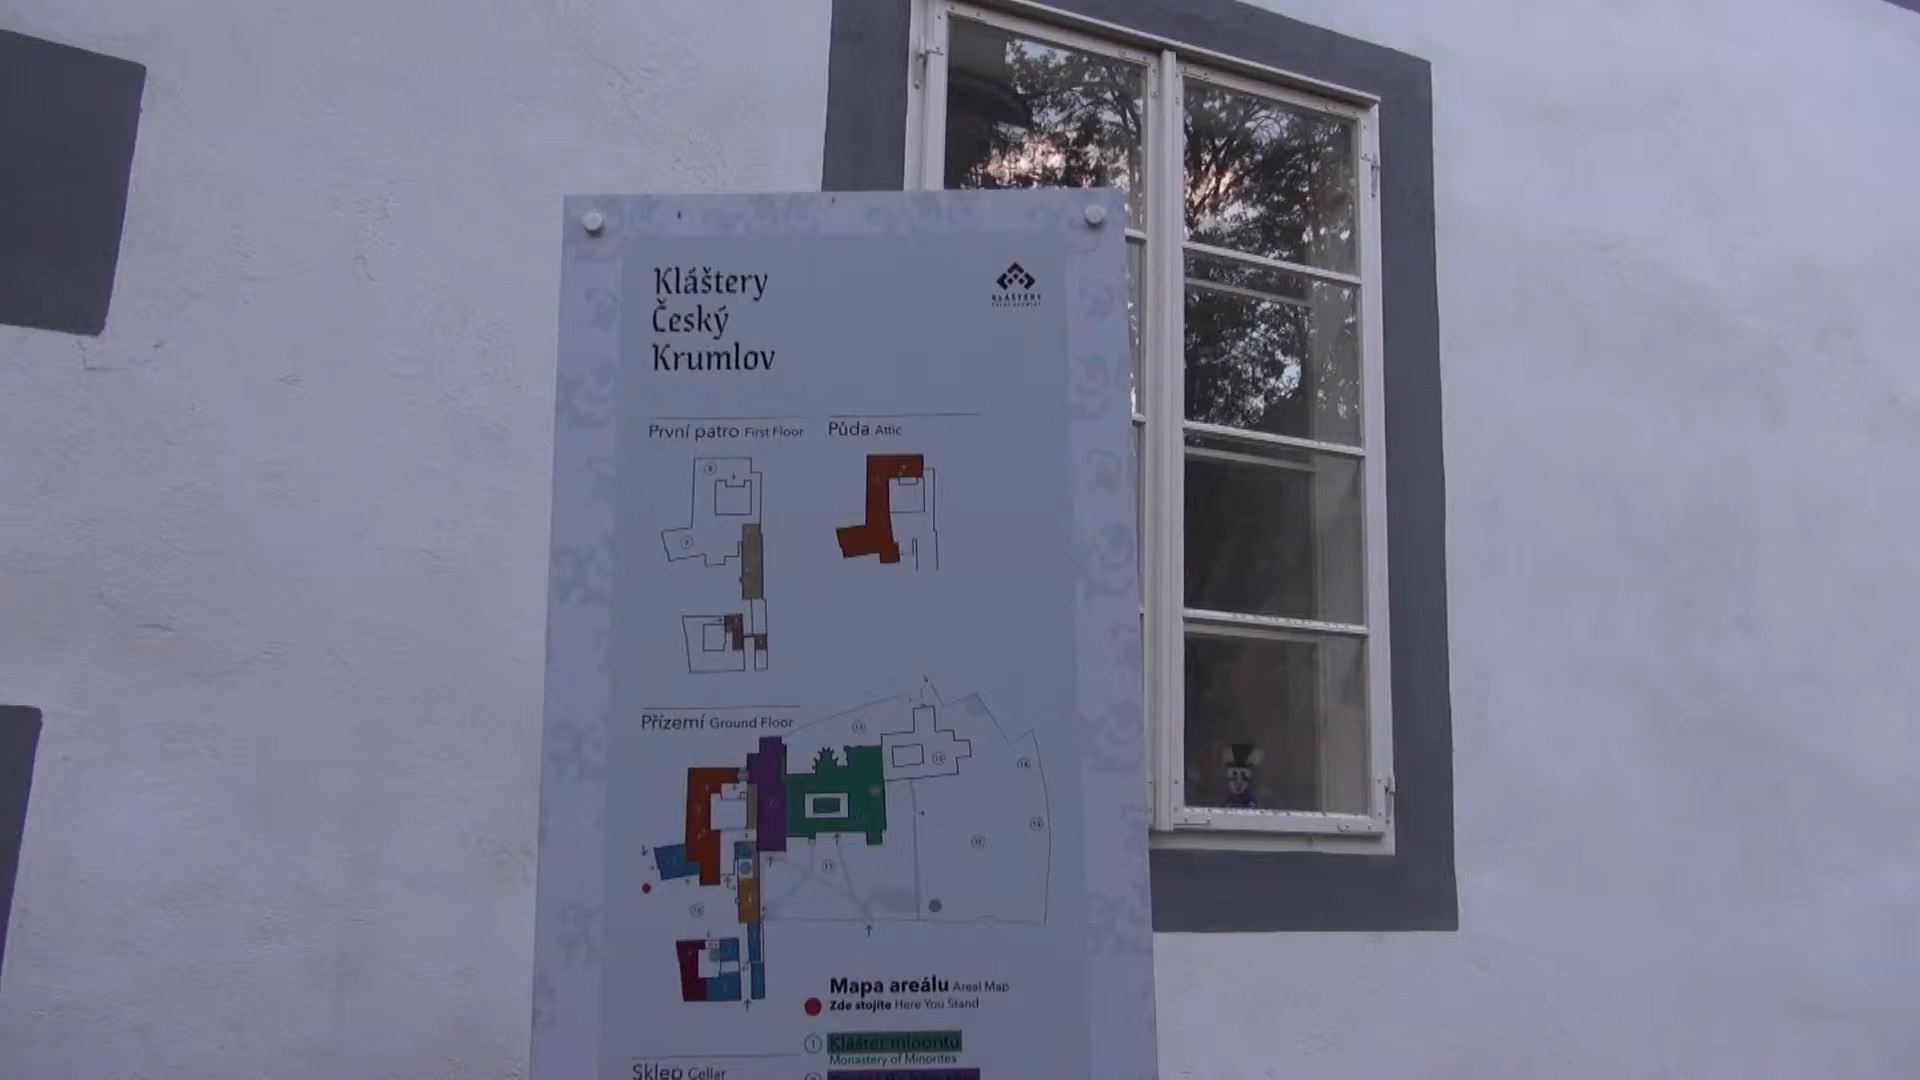 Kláštery
Český
Krumlov
KLÁŠTERY
První patro First Floor
Půda Attic
Přízemí Ground Floor
Mapa areálu Areal Map
Zde stojíte Here You Stand
1 Klášter minoritů
Monastery of Minorites
Sklep Cellar